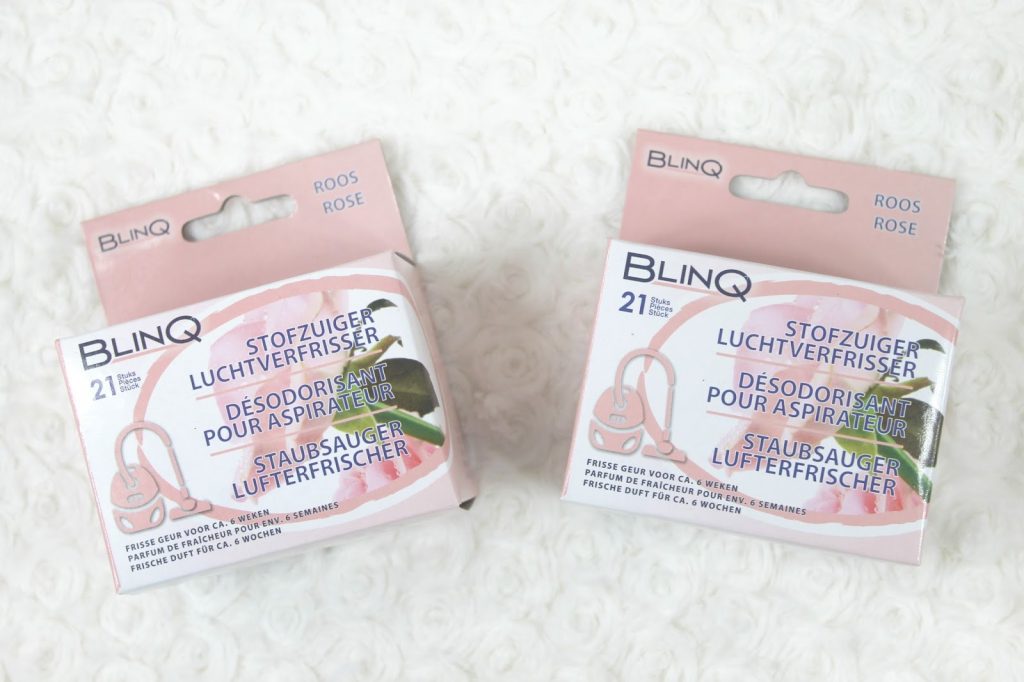 BLINQ
ROOS
ROSE
BLINQ
21 Stuks
Pièces
Stück
STOFZUIGER
LUCHTVERFRISSER
DÉSODORISANT
POUR ASPIRATEUR
STAUBSAUGER
LUFTERFRISCHER
FRISSE GEUR VOOR CA. 6 WEKEN
PARFUM DE FRAÎCHEUR POUR ENV. 6 SEMAINES
FRISCHE DUFT FÜR CA. 6 WOCHEN
BLINQ
ROOS
ROSE
BLINQ
21 Stuks
Pièces
Stück
STOFZUIGER
LUCHTVERFRISSER
DÉSODORISANT
POUR ASPIRATEUR
STAUBSAUGER
LUFTERFRISCHER
FRISSE GEUR VOOR CA. 6 WEKEN
PARFUM DE FRAÎCHEUR POUR ENV. 6 SEMAINES
FRISCHE DUFT FÜR CA. 6 WOCHEN